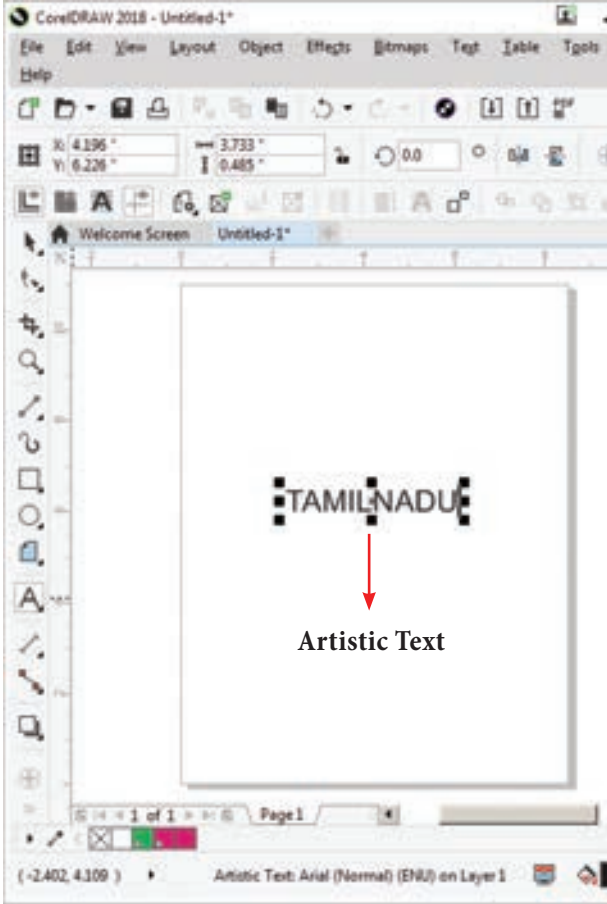 CorelDRAW 2018 - Untitled-1*
File Edit View Layout Object Effects Bitmaps Text Table Tools
Help
X: 4.196 " 3.733 "
Y: 6.226 " 0.485 " 0.0 °
Welcome Screen Untitled-1*
TAMILNADU
Artistic Text
1 of 1 Page 1
( -2.402, 4.109 ) Artistic Text: Arial (Normal) (ENU) on Layer 1